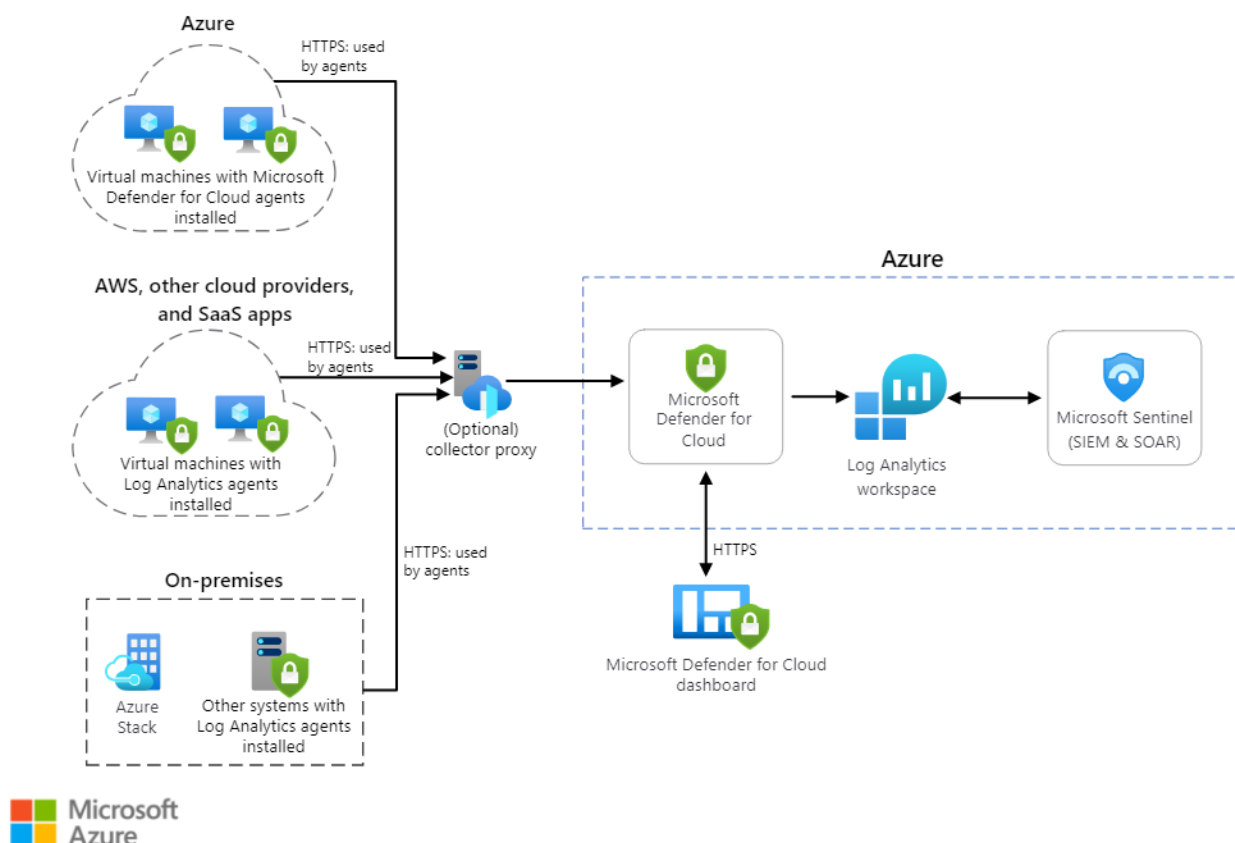 Azure
HTTPS: used
by agents
Virtual machines with Microsoft
Defender for Cloud agents
installed
AWS, other cloud providers,
and SaaS apps
HTTPS: used
by agents
Virtual machines with
Log Analytics agents
installed
(Optional)
collector proxy
HTTPS: used
by agents
On-premises
Azure
Stack
Other systems with
Log Analytics agents
installed
Azure
Microsoft
Defender for
Cloud
Log Analytics
workspace
Microsoft Sentinel
(SIEM & SOAR)
HTTPS
Microsoft Defender for Cloud
dashboard
Microsoft
Azure